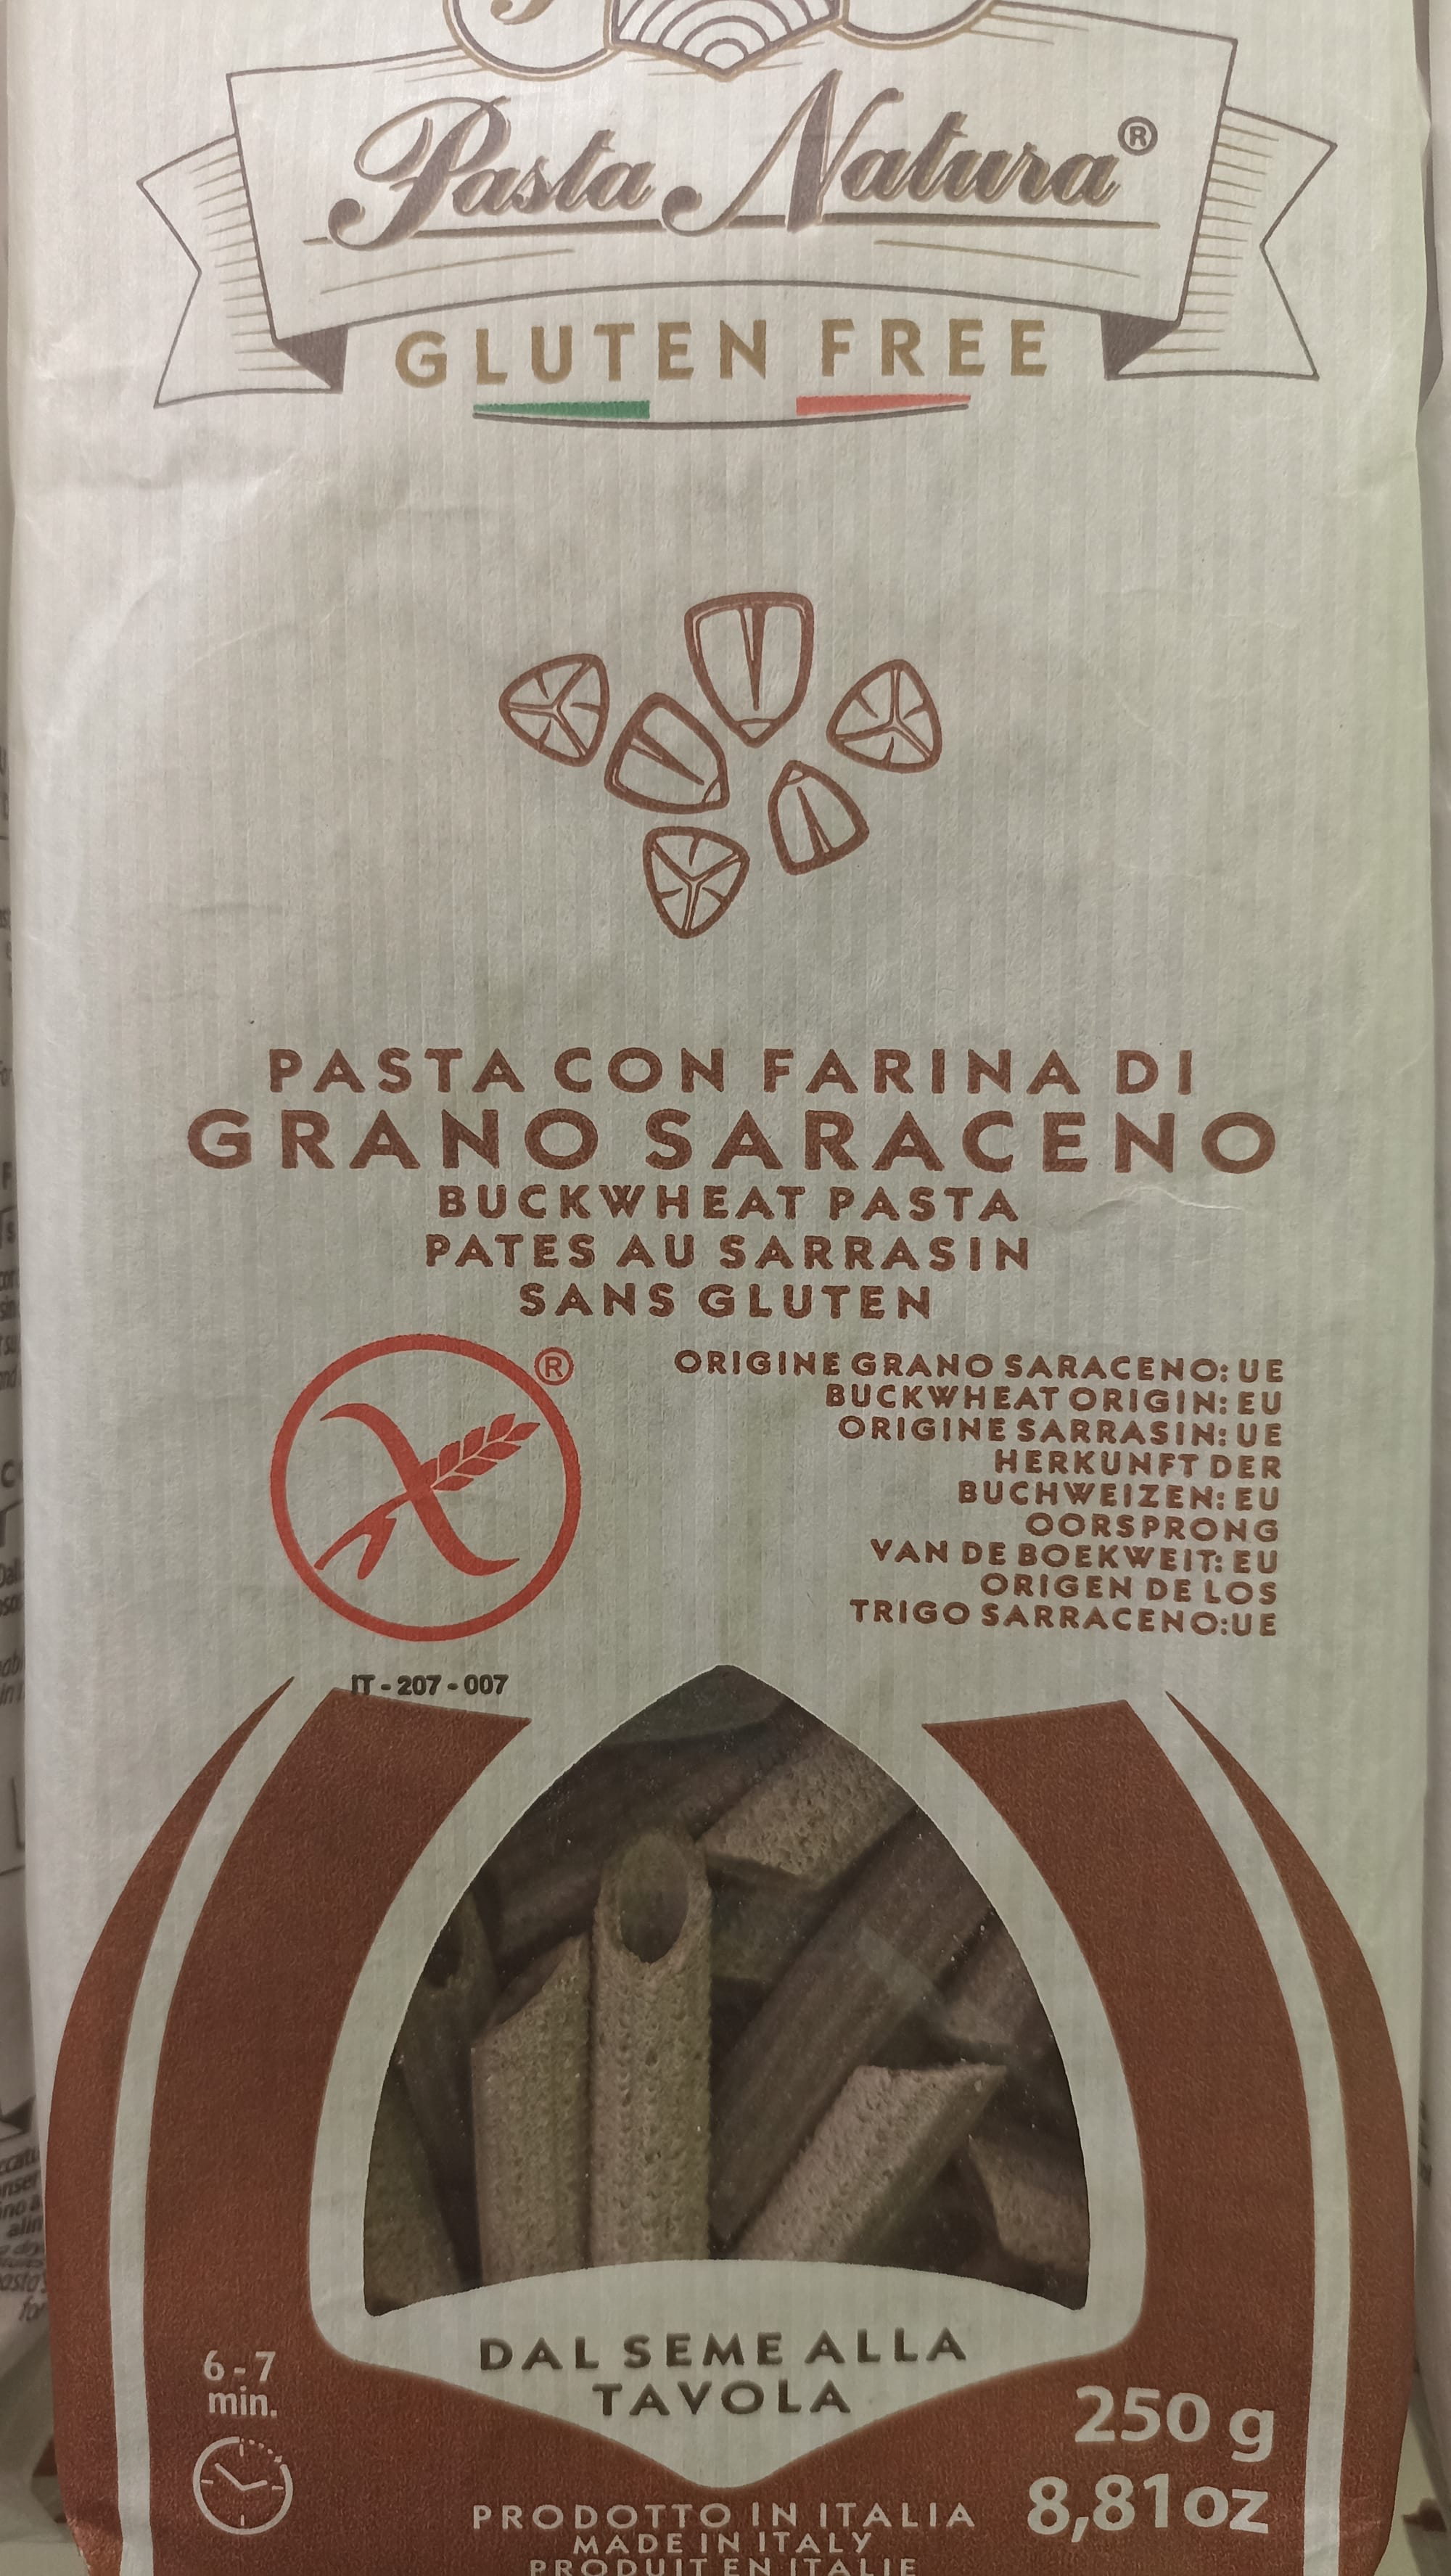 Pasta Natura®
GLUTEN FREE
PASTA CON FARINA DI
GRANO SARACENO
BUCKWHEAT PASTA
PATES AU SARRASIN
SANS GLUTEN
®
ORIGINE GRANO SARACENO: UE
BUCKWHEAT ORIGIN: EU
ORIGINE SARRASIN: UE
HERKUNFT DER
BUCHWEIZEN: EU
OORSPRONG
VAN DE BOEKWEIT: EU
ORIGEN DE LOS
TRIGO SARRACENO:UE
IT - 207 - 007
DAL SEME ALLA
TAVOLA
6 - 7
min.
250 g
8,81oz
PRODOTTO IN ITALIA
MADE IN ITALY
PRODUIT EN ITALIE